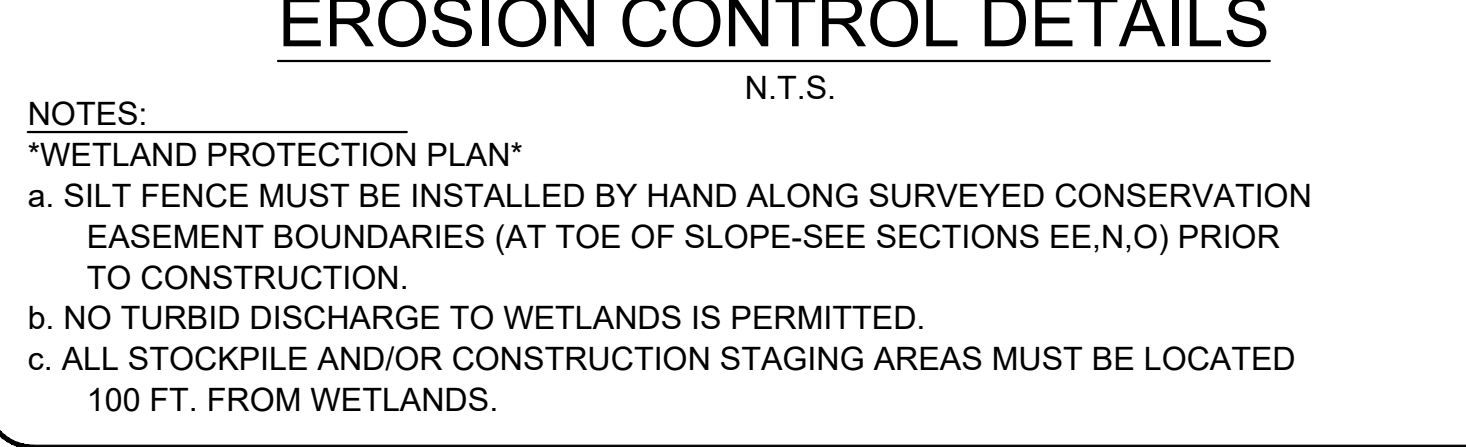 EROSION CONTROL DETAILS
N.T.S.
NOTES:
*WETLAND PROTECTION PLAN*
a. SILT FENCE MUST BE INSTALLED BY HAND ALONG SURVEYED CONSERVATION
EASEMENT BOUNDARIES (AT TOE OF SLOPE-SEE SECTIONS EE,N,O) PRIOR
TO CONSTRUCTION.
b. NO TURBID DISCHARGE TO WETLANDS IS PERMITTED.
c. ALL STOCKPILE AND/OR CONSTRUCTION STAGING AREAS MUST BE LOCATED
100 FT. FROM WETLANDS.